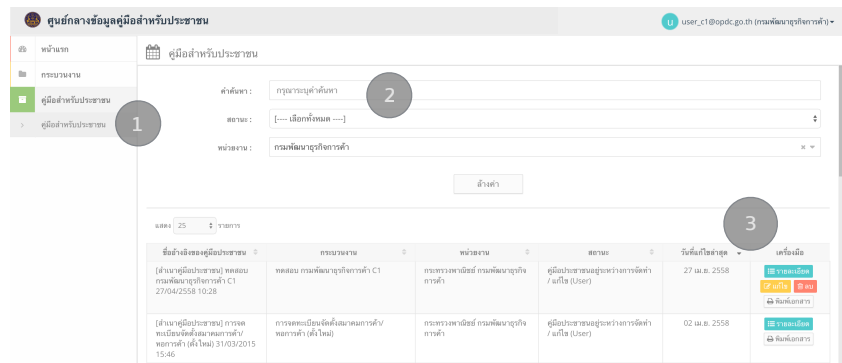 ศูนย์กลางข้อมูลคู่มือสำหรับประชาชน
U user_c1@opdc.go.th (กรมพัฒนาธุรกิจการค้า)
หน้าแรก
กระบวนงาน
คู่มือสำหรับประชาชน
คู่มือสำหรับประชาชน
1
คู่มือสำหรับประชาชน
คำค้นหา :
กรุณาระบุคำค้นหา
2
สถานะ :
[---- เลือกทั้งหมด ----]
หน่วยงาน :
กรมพัฒนาธุรกิจการค้า
ล้างค่า
แสดง 25 รายการ
3
ชื่ออ้างอิงของคู่มือประชาชน กระบวนงาน หน่วยงาน สถานะ วันที่แก้ไขล่าสุด เครื่องมือ
[สำเนาคู่มือประชาชน] ทดสอบ
กรมพัฒนาธุรกิจการค้า C1
27/04/2558 10:28
ทดสอบ กรมพัฒนาธุรกิจการค้า C1
กระทรวงพาณิชย์ กรมพัฒนาธุรกิจ
การค้า
คู่มือประชาชนอยู่ระหว่างการจัดทำ
/ แก้ไข (User)
27 เม.ย. 2558
รายละเอียด
แก้ไข ลบ
พิมพ์เอกสาร
[สำเนาคู่มือประชาชน] การจด
ทะเบียนจัดตั้งสมาคมการค้า/
หอการค้า (ตั้งใหม่) 31/03/2015
15:46
การจดทะเบียนจัดตั้งสมาคมการค้า/
หอการค้า (ตั้งใหม่)
กระทรวงพาณิชย์ กรมพัฒนาธุรกิจ
การค้า
คู่มือประชาชนอยู่ระหว่างการจัดทำ
/ แก้ไข (User)
02 เม.ย. 2558
รายละเอียด
พิมพ์เอกสาร